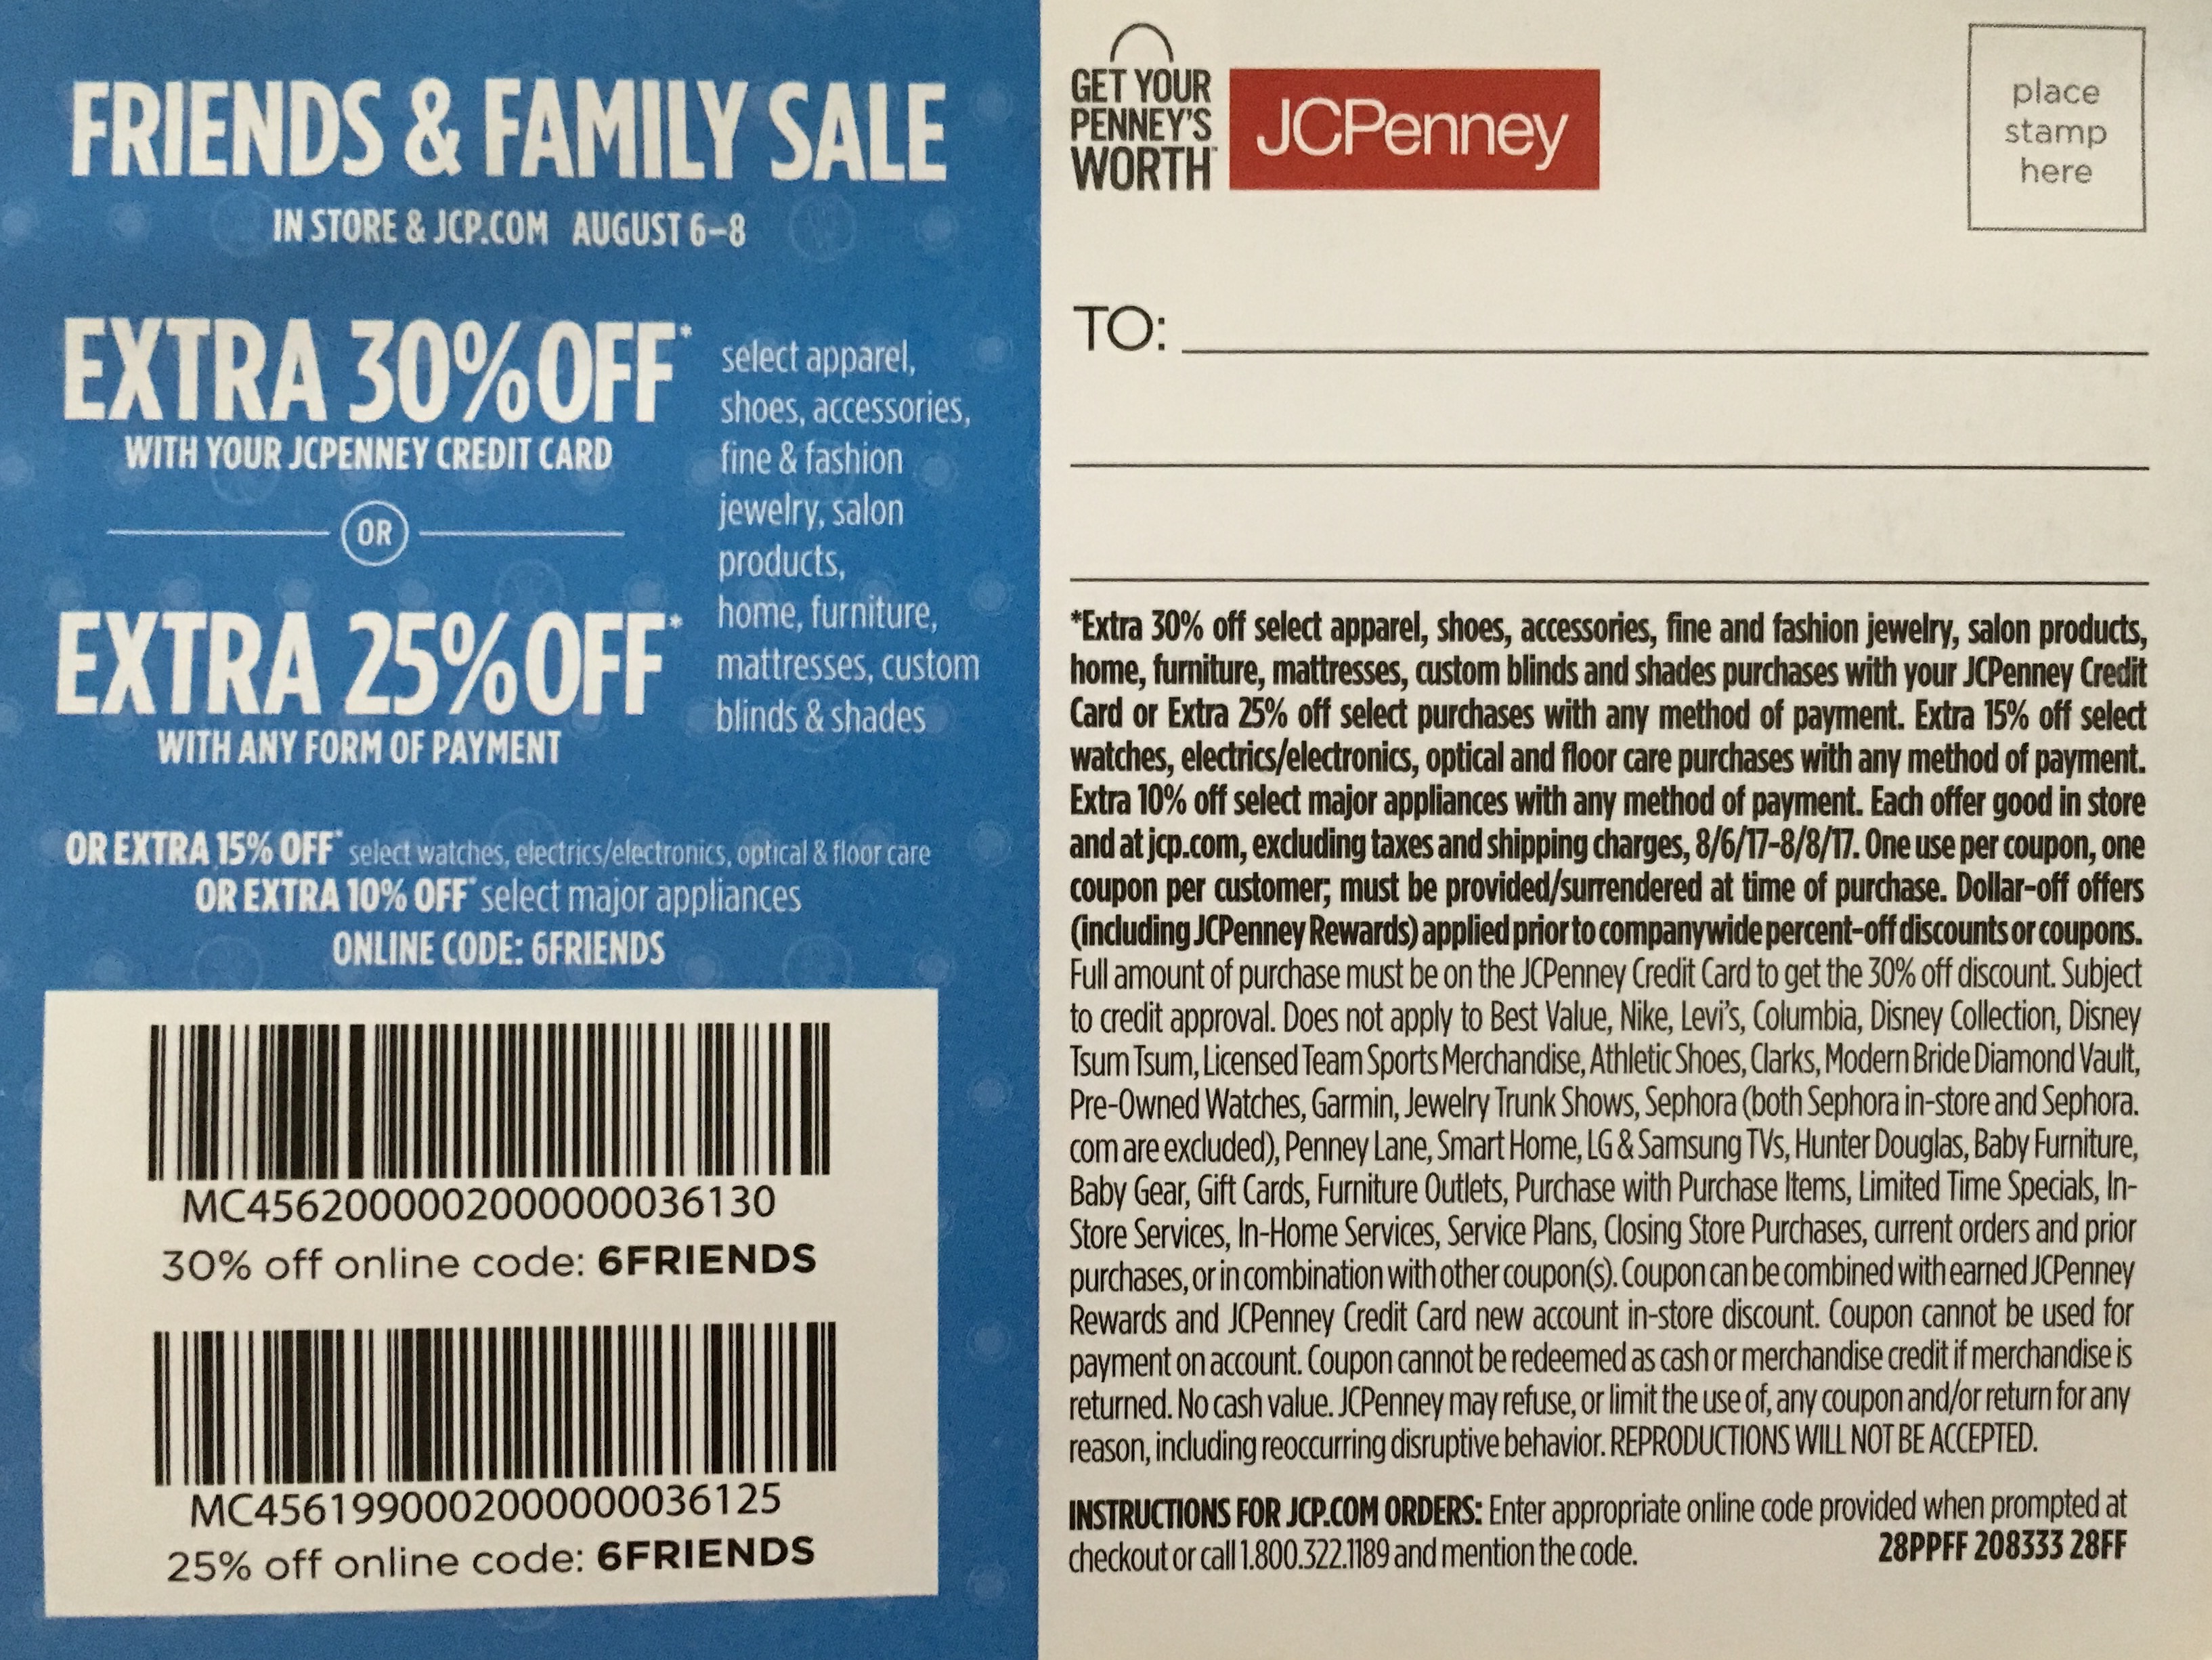 FRIENDS & FAMILY SALE
IN STORE & JCP.COM AUGUST 6–8
EXTRA 30% OFF*
WITH YOUR JCPENNEY CREDIT CARD
OR
EXTRA 25% OFF*
WITH ANY FORM OF PAYMENT
select apparel,
shoes, accessories,
fine & fashion
jewelry, salon
products,
home, furniture,
mattresses, custom
blinds & shades
OR EXTRA 15% OFF* select watches, electrics/electronics, optical & floor care
OR EXTRA 10% OFF* select major appliances
ONLINE CODE: 6FRIENDS
MC4562000002000000036130
30% off online code: 6FRIENDS
MC4561990002000000036125
25% off online code: 6FRIENDS
GET YOUR
PENNEY'S
WORTH™
JCPenney
place
stamp
here
TO:
*Extra 30% off select apparel, shoes, accessories, fine and fashion jewelry, salon products,
home, furniture, mattresses, custom blinds and shades purchases with your JCPenney Credit
Card or Extra 25% off select purchases with any method of payment. Extra 15% off select
watches, electrics/electronics, optical and floor care purchases with any method of payment.
Extra 10% off select major appliances with any method of payment. Each offer good in store
and at jcp.com, excluding taxes and shipping charges, 8/6/17–8/8/17. One use per coupon, one
coupon per customer; must be provided/surrendered at time of purchase. Dollar-off offers
(including JCPenney Rewards) applied prior to companywide percent-off discounts or coupons.
Full amount of purchase must be on the JCPenney Credit Card to get the 30% off discount. Subject
to credit approval. Does not apply to Best Value, Nike, Levi's, Columbia, Disney Collection, Disney
Tsum Tsum, Licensed Team Sports Merchandise, Athletic Shoes, Clarks, Modern Bride Diamond Vault,
Pre-Owned Watches, Garmin, Jewelry Trunk Shows, Sephora (both Sephora in-store and Sephora.
com are excluded), Penney Lane, Smart Home, LG & Samsung TVs, Hunter Douglas, Baby Furniture,
Baby Gear, Gift Cards, Furniture Outlets, Purchase with Purchase Items, Limited Time Specials, In-
Store Services, In-Home Services, Service Plans, Closing Store Purchases, current orders and prior
purchases, or in combination with other coupon(s). Coupon can be combined with earned JCPenney
Rewards and JCPenney Credit Card new account in-store discount. Coupon cannot be used for
payment on account. Coupon cannot be redeemed as cash or merchandise credit if merchandise is
returned. No cash value. JCPenney may refuse, or limit the use of, any coupon and/or return for any
reason, including reoccurring disruptive behavior. REPRODUCTIONS WILL NOT BE ACCEPTED.
INSTRUCTIONS FOR JCP.COM ORDERS: Enter appropriate online code provided when prompted at
checkout or call 1.800.322.1189 and mention the code. 28PPFF 208333 28FF